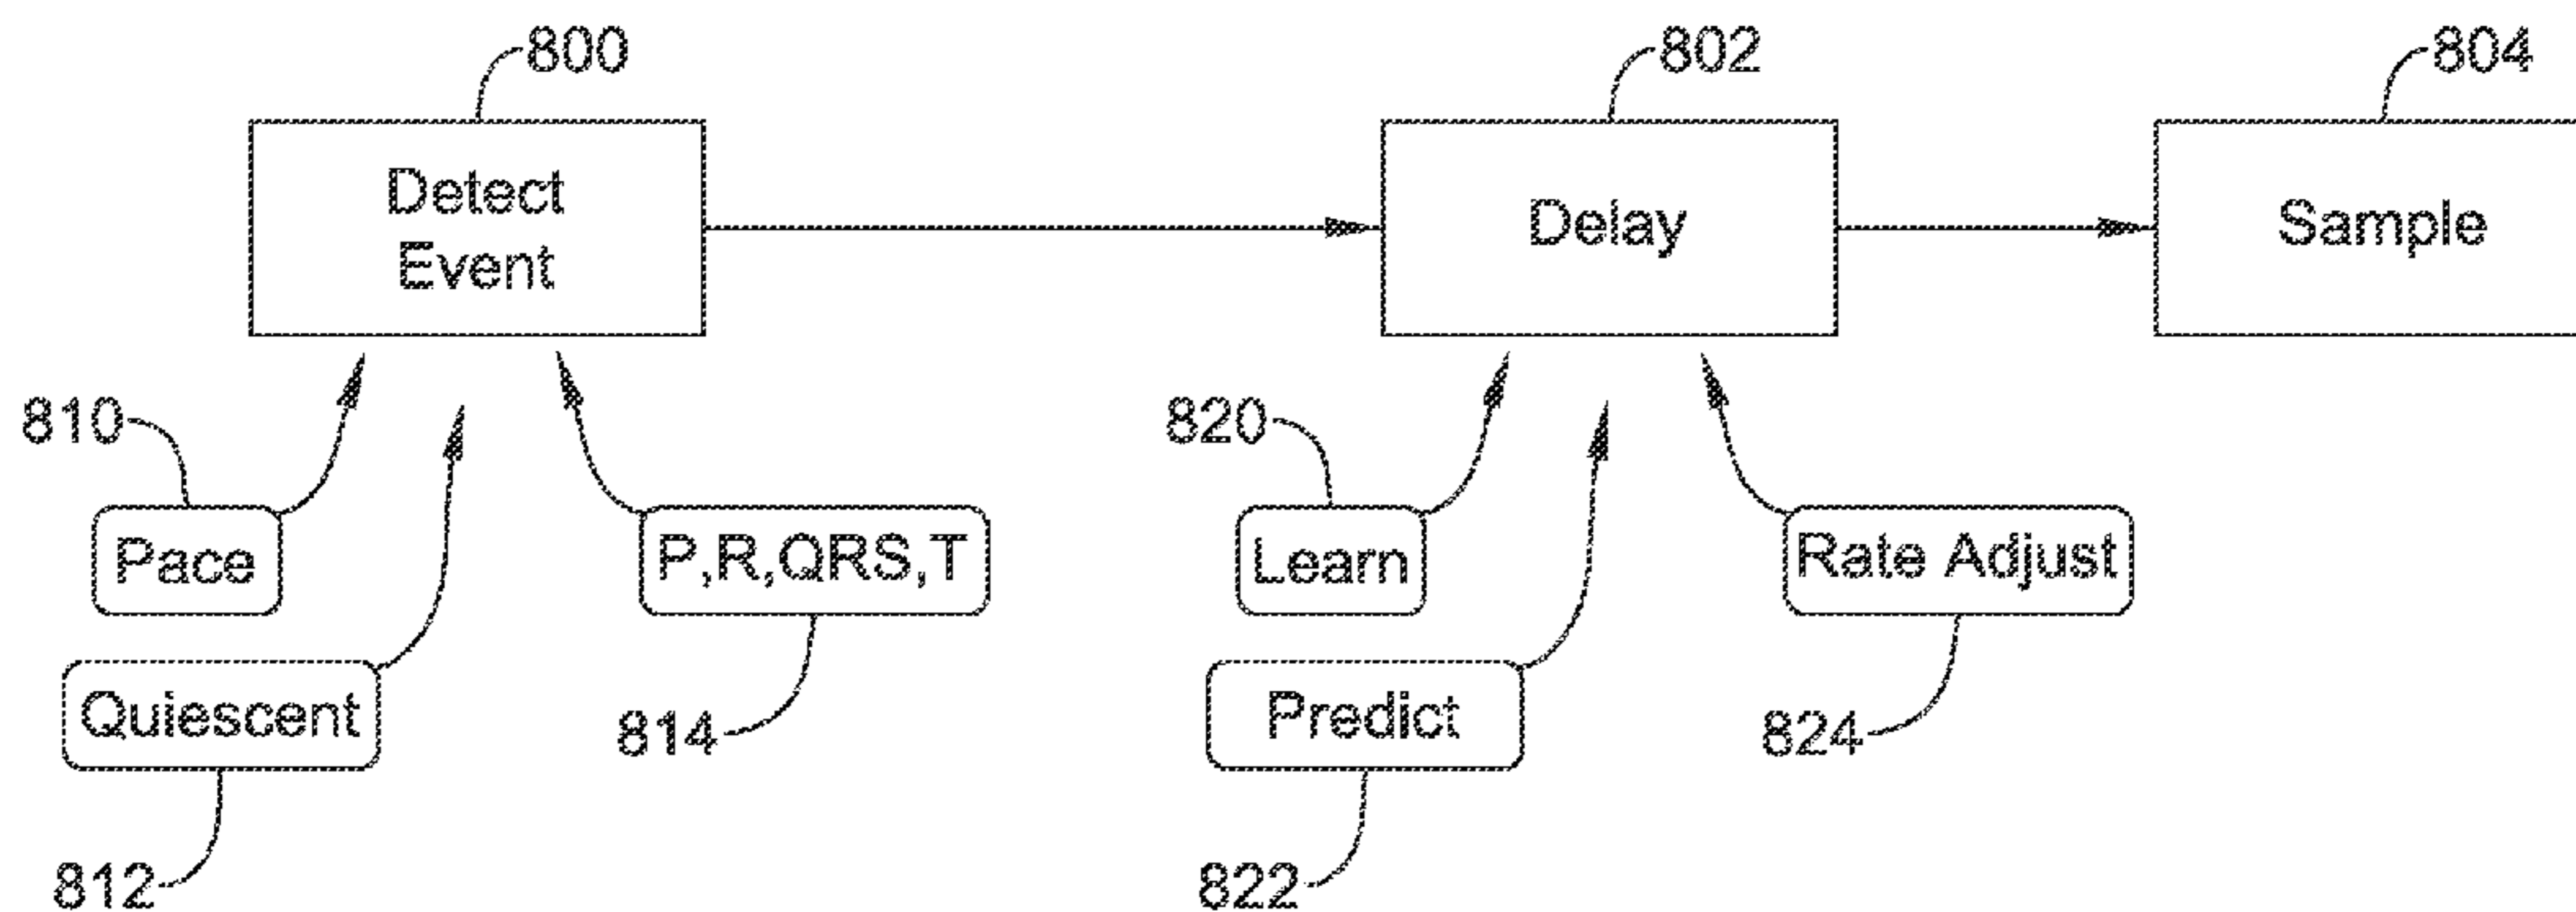 800
802
804
Detect
Event
Delay
Sample
810
820
Pace
P,R,QRS,T
Learn
Rate Adjust
Quiescent
814
Predict
824
812
822